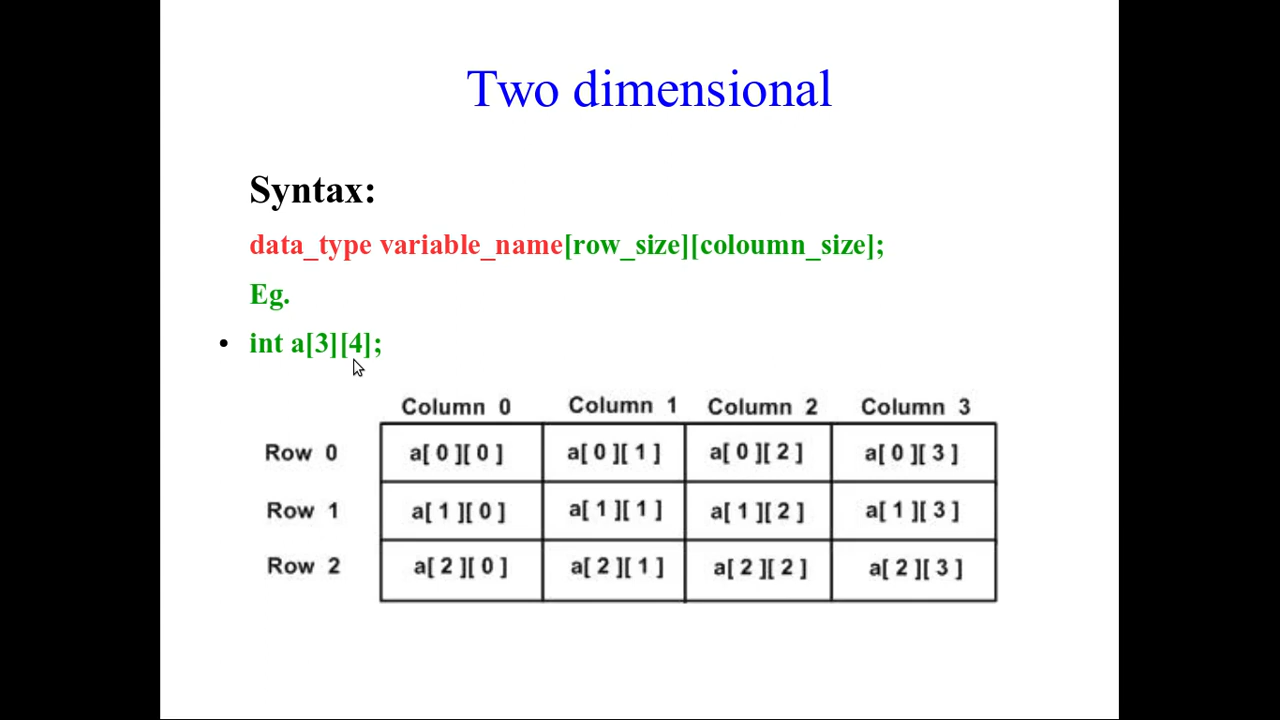 Two dimensional
Syntax:
data_type variable_name[row_size][coloumn_size];
Eg.
• int a[3][4];
Column 0 Column 1 Column 2 Column 3
Row 0 a[ 0 ][ 0 ] a[ 0 ][ 1 ] a[ 0 ][ 2 ] a[ 0 ][ 3 ]
Row 1 a[ 1 ][ 0 ] a[ 1 ][ 1 ] a[ 1 ][ 2 ] a[ 1 ][ 3 ]
Row 2 a[ 2 ][ 0 ] a[ 2 ][ 1 ] a[ 2 ][ 2 ] a[ 2 ][ 3 ]